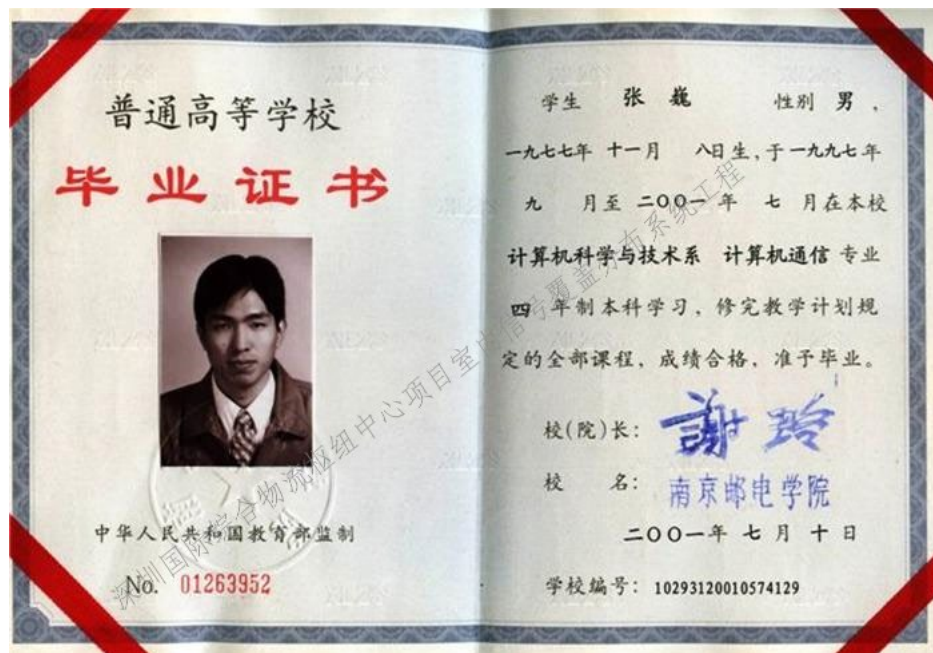 普通高等学校
毕业证书
中华人民共和国教育部监制
No. 01263952
学生 张巍 性别 男，
一九七七年 十一月 八日生，于一九九七年
九 月至 二〇〇一 年 七 月在本校
计算机科学与技术系 计算机通信 专业
四 年制本科学习，修完教学计划规
定的全部课程，成绩合格，准予毕业。
校(院)长： 謝玲
校 名： 南京邮电学院
二〇〇一年 七 月 十 日
学校编号： 10293120010574129
深圳国际综合物流枢纽中心项目室内信号覆盖分布系统工程